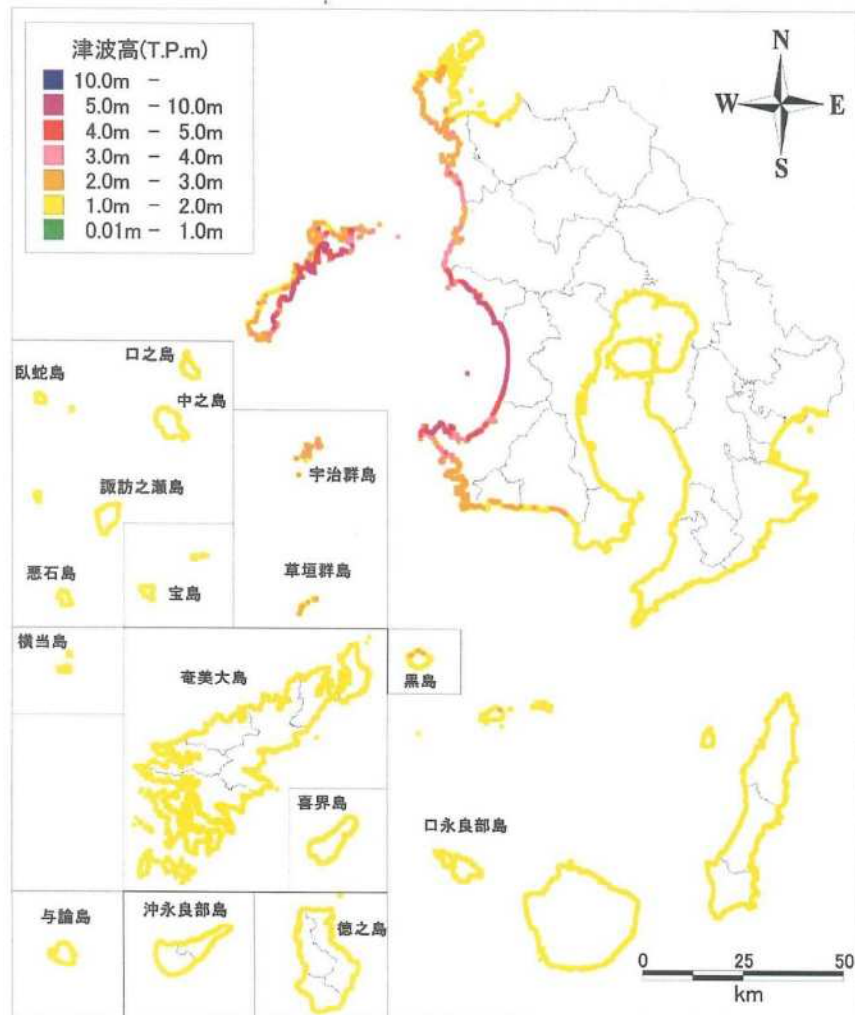 津波高(T.P.m)
10.0m －
5.0m － 10.0m
4.0m － 5.0m
3.0m － 4.0m
2.0m － 3.0m
1.0m － 2.0m
0.01m － 1.0m
N
W
E
S
口之島
臥蛇島
中之島
宇治群島
諏訪之瀬島
草垣群島
悪石島
宝島
横当島
奄美大島
黒島
喜界島
口永良部島
与論島
沖永良部島
徳之島
0 25 50
km